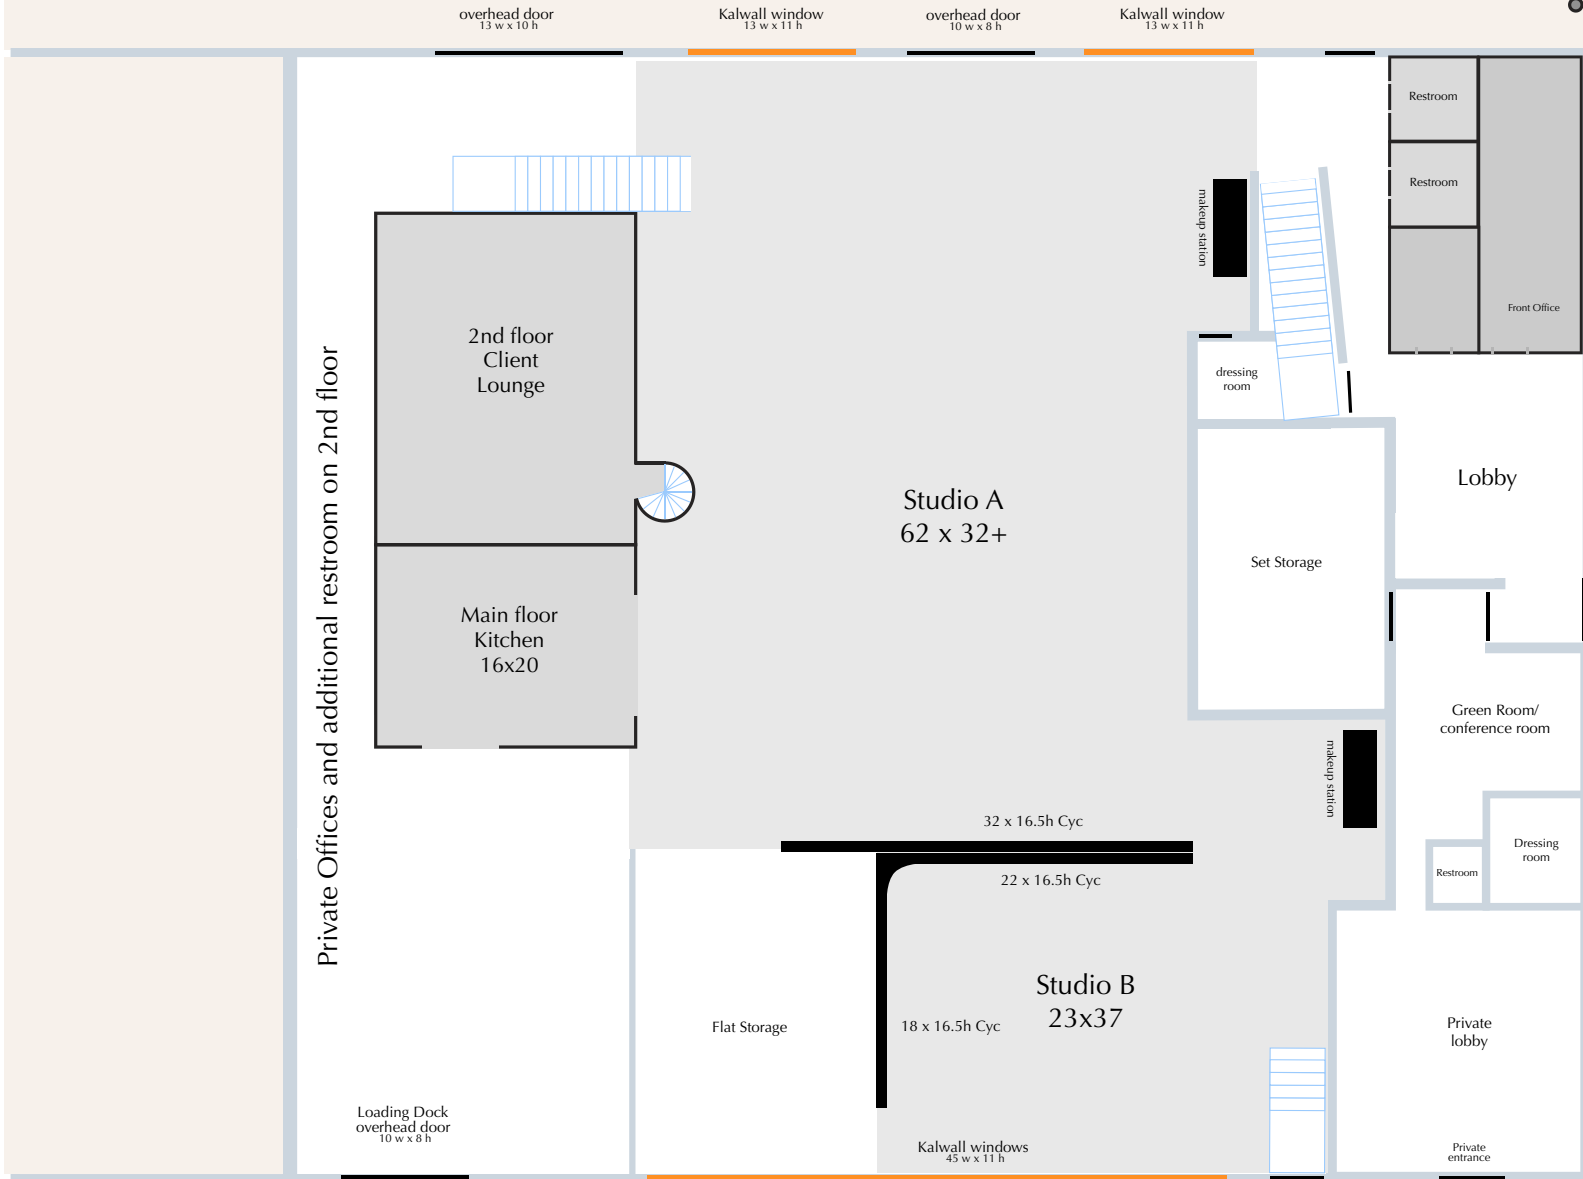 overhead door
13 w x 10 h
Kalwall window
13 w x 11 h
overhead door
10 w x 8 h
Kalwall window
13 w x 11 h
Restroom
Restroom
Front Office
makeup station
2nd floor
Client
Lounge
dressing
room
Private Offices and additional restroom on 2nd floor
Lobby
Studio A
62 x 32+
Set Storage
Main floor
Kitchen
16x20
Green Room/
conference room
makeup station
32 x 16.5h Cyc
22 x 16.5h Cyc
Dressing
room
Restroom
Studio B
23x37
18 x 16.5h Cyc
Flat Storage
Private
lobby
Loading Dock
overhead door
10 w x 8 h
Kalwall windows
45 w x 11 h
Private
entrance